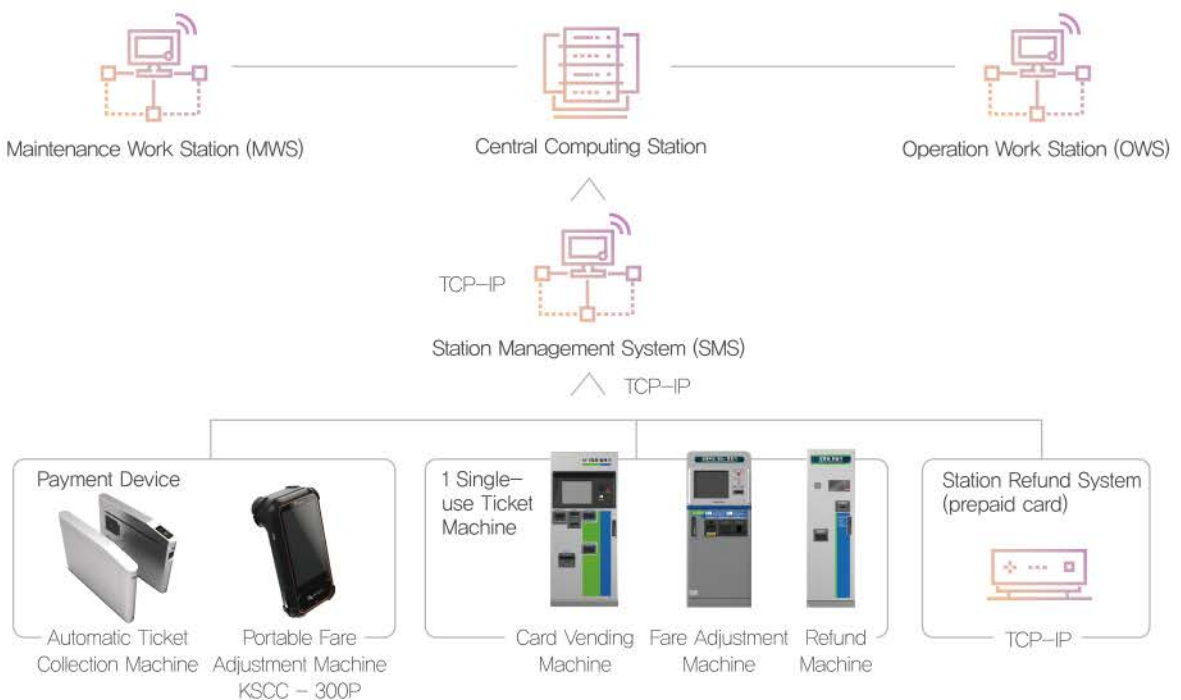 Maintenance Work Station (MWS)
Central Computing Station
Operation Work Station (OWS)
TCP-IP
Station Management System (SMS)
TCP-IP
Payment Device
Automatic Ticket
Collection Machine
Portable Fare
Adjustment Machine
KSCC - 300P
1 Single-
use Ticket
Machine
Card Vending
Machine
Fare Adjustment
Machine
Refund
Machine
Station Refund System
(prepaid card)
TCP-IP